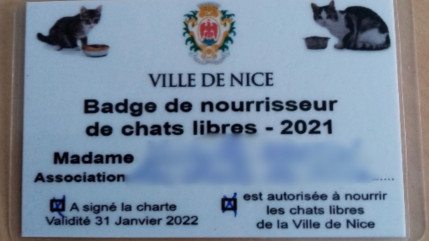 VILLE DE NICE
Badge de nourrisseur
de chats libres - 2021
Madame
Association
A signé la charte
Validité 31 Janvier 2022
est autorisée à nourrir
les chats libres
de la Ville de Nice